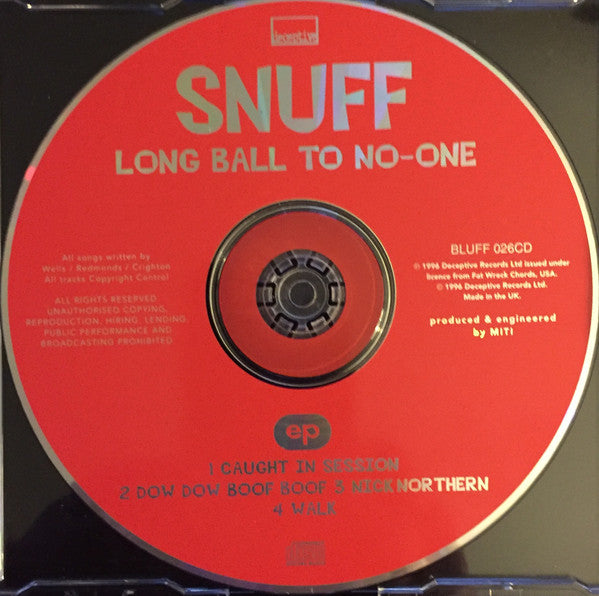 deceptive
SNUFF
LONG BALL TO NO-ONE
All songs written by
Wells / Redmonds / Crighton
All tracks Copyright Control
ALL RIGHTS RESERVED
UNAUTHORISED COPYING,
REPRODUCTION, HIRING, LENDING,
PUBLIC PERFORMANCE AND
BROADCASTING PROHIBITED
BLUFF 026CD
℗ 1996 Deceptive Records Ltd issued under
licence from Fat Wreck Chords, USA.
© 1996 Deceptive Records Ltd.
Made in the UK.
produced & engineered
by MITI
ep
1 CAUGHT IN SESSION
2 DOW DOW BOOF BOOF 3 NICK NORTHERN
4 WALK